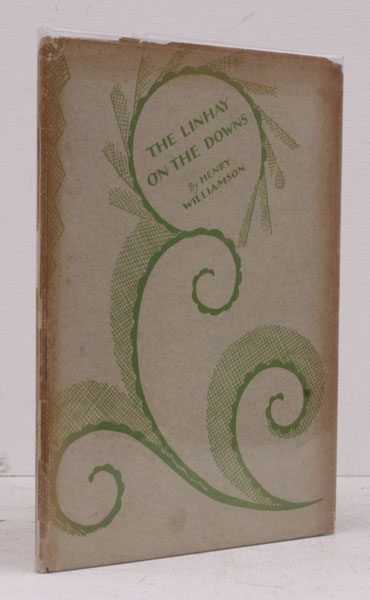 THE LINHAY
ON THE DOWNS
By HENRY
WILLIAMSON